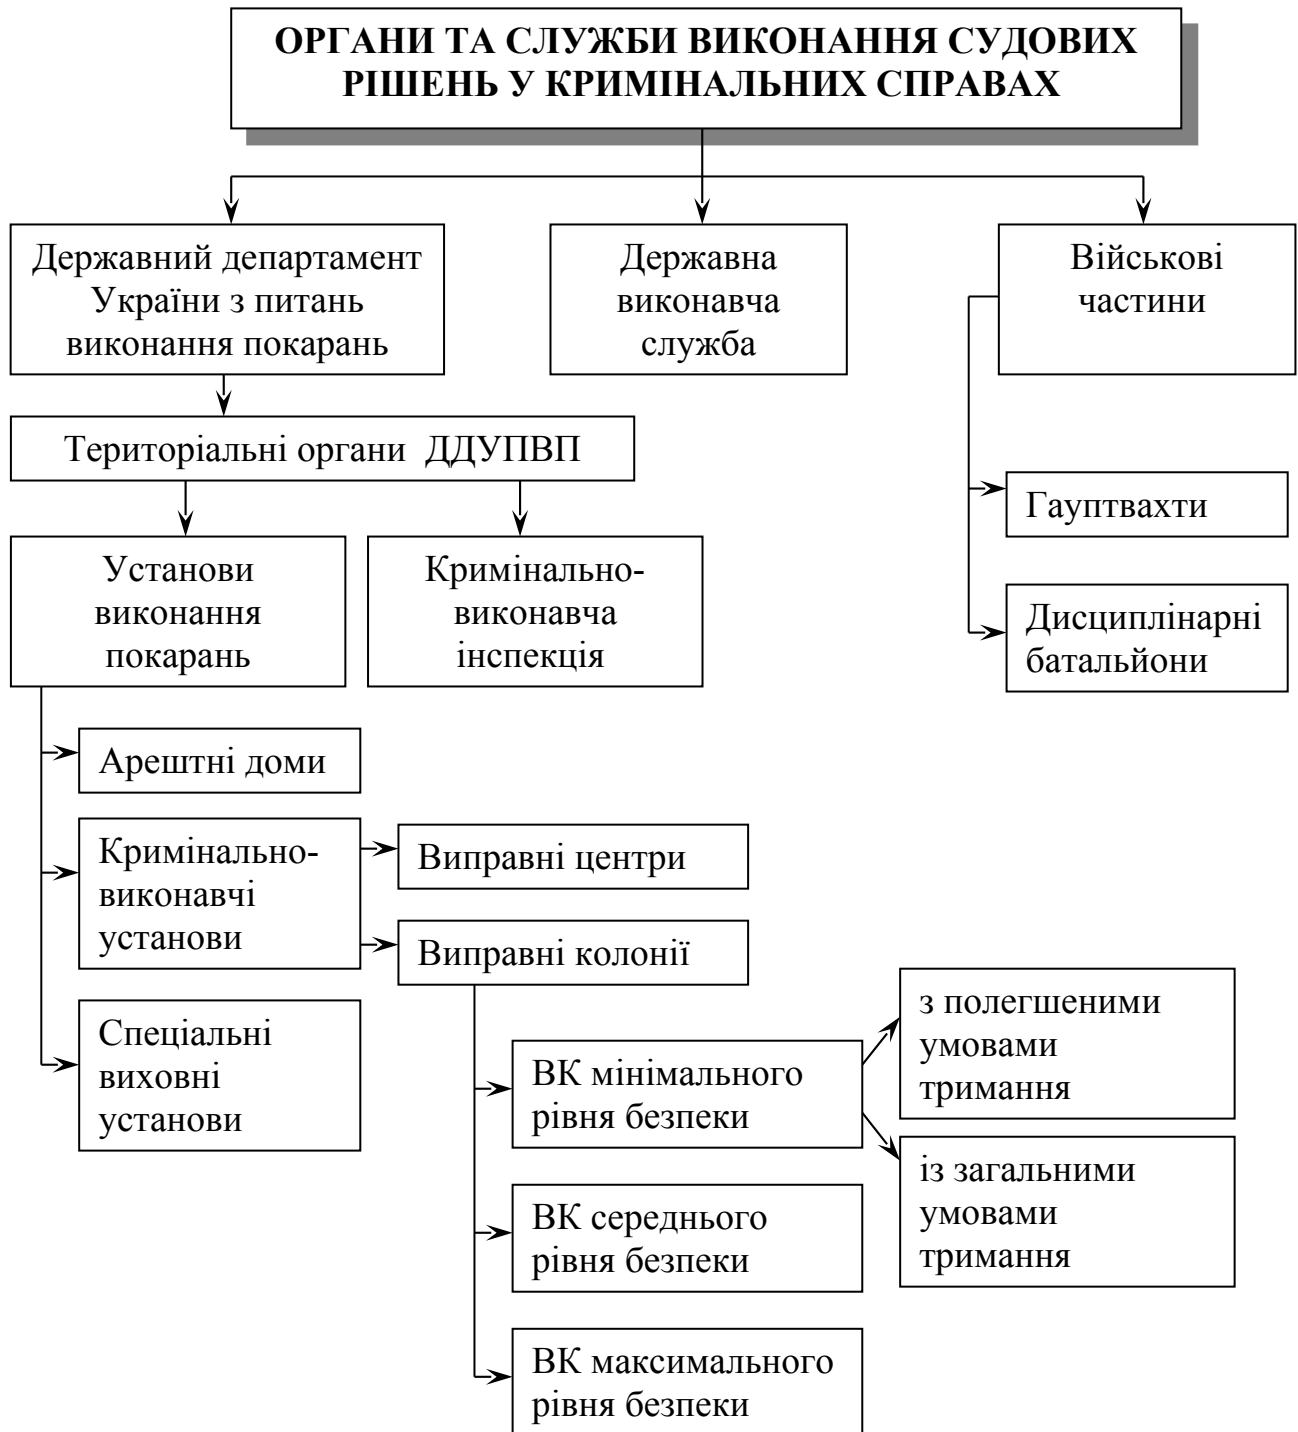 ОРГАНИ ТА СЛУЖБИ ВИКОНАННЯ СУДОВИХ
РІШЕНЬ У КРИМІНАЛЬНИХ СПРАВАХ
Державний департамент
України з питань
виконання покарань
Державна
виконавча
служба
Військові
частини
Територіальні органи ДДУПВП
Гауптвахти
Установи
виконання
покарань
Кримінально-
виконавча
інспекція
Дисциплінарні
батальйони
Арештні доми
Кримінально-
виконавчі
установи
Виправні центри
Виправні колонії
Спеціальні
виховні
установи
ВК мінімального
рівня безпеки
з полегшеними
умовами
тримання
із загальними
умовами
тримання
ВК середнього
рівня безпеки
ВК максимального
рівня безпеки